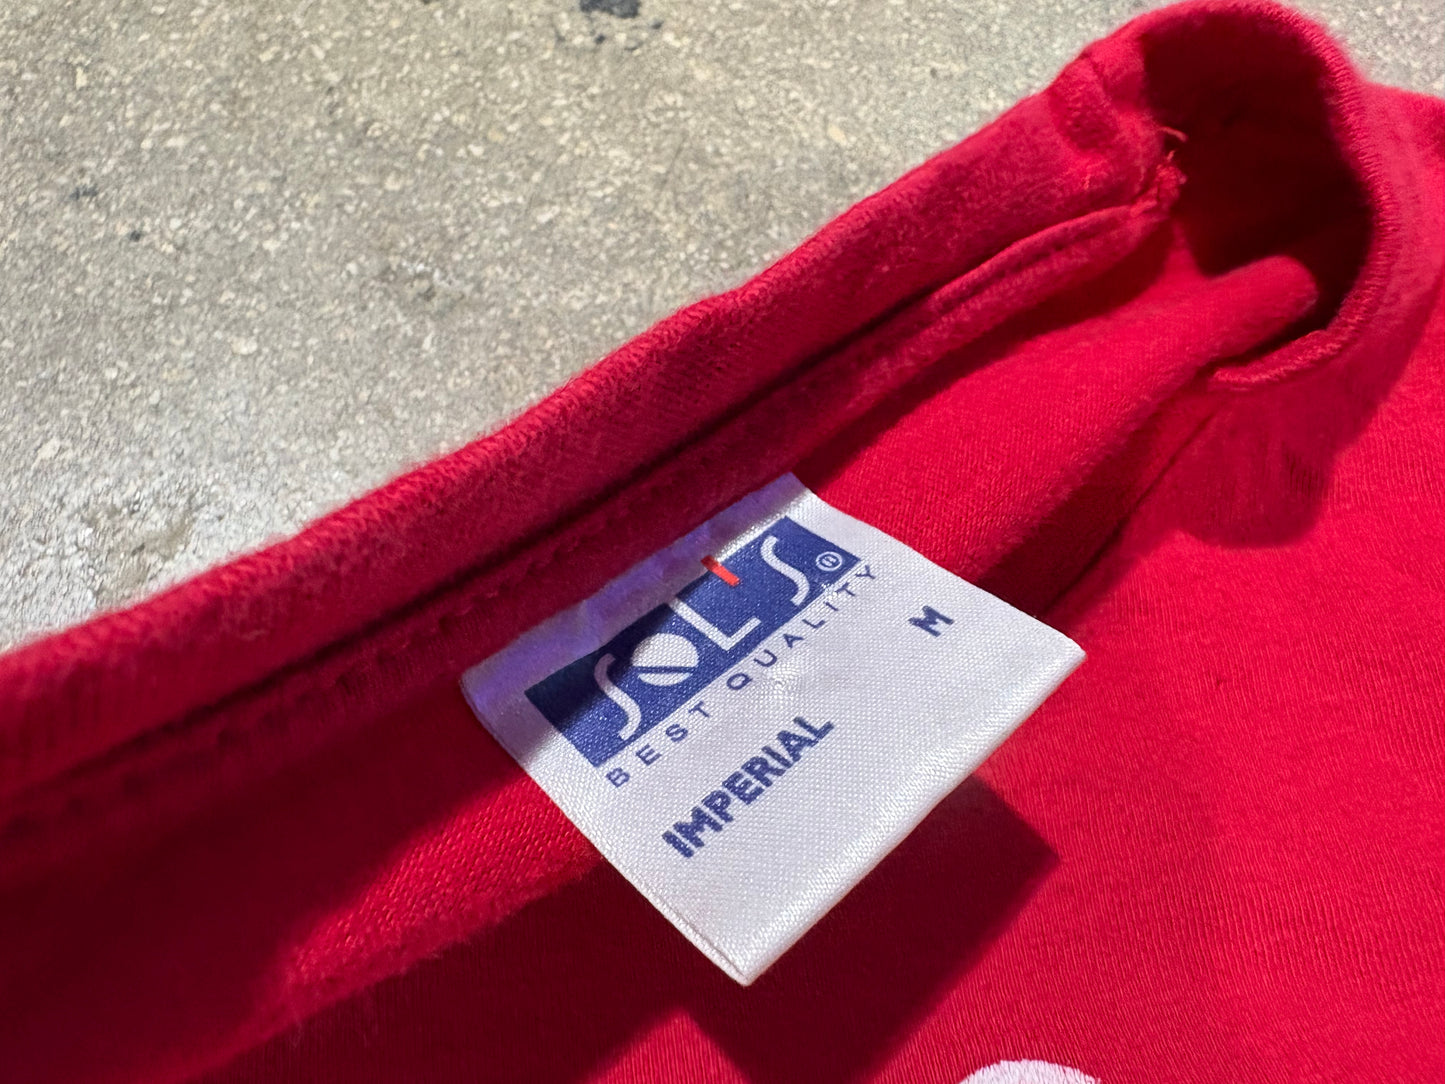 SOL'S®
BEST QUALITY
M
IMPERIAL